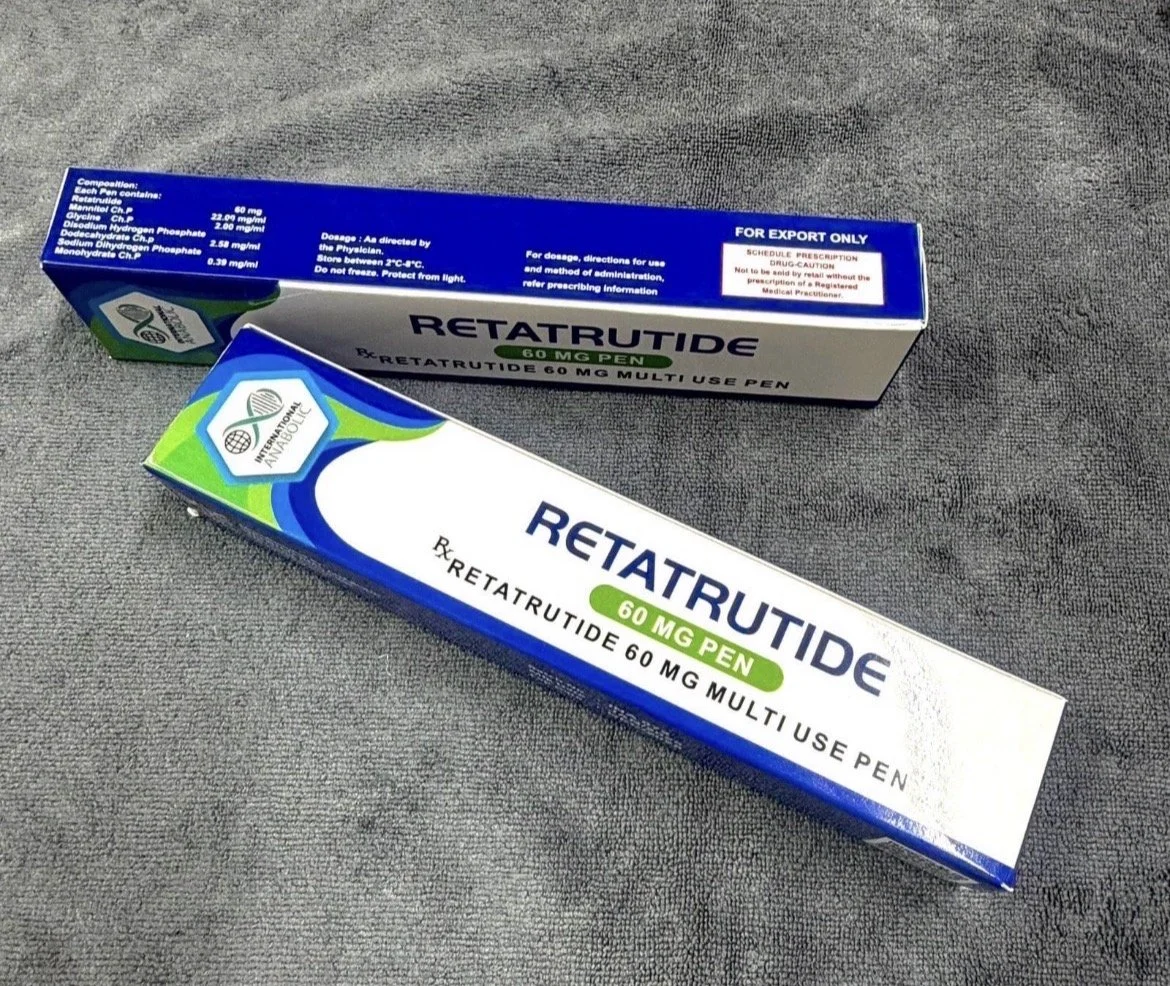 Composition:
Each Pen contains:
Retatrutide 60 mg
Mannitol Ch.P 22.00 mg/ml
Glycine Ch.P 2.00 mg/ml
Disodium Hydrogen Phosphate
Dodecahydrate Ch.p 2.58 mg/ml
Sodium Dihydrogen Phosphate
Monohydrate Ch.P 0.39 mg/ml
Dosage : As directed by
the Physician.
Store between 2°C-8°C.
Do not freeze. Protect from light.
For dosage, directions for use
and method of administration,
refer prescribing information
FOR EXPORT ONLY
SCHEDULE PRESCRIPTION
DRUG-CAUTION
Not to be sold by retail without the
prescription of a Registered
Medical Practitioner.
RETATRUTIDE
60 MG PEN
Rx RETATRUTIDE 60 MG MULTI USE PEN
INTERNATIONAL
ANABOLIC
RETATRUTIDE
60 MG PEN
Rx RETATRUTIDE 60 MG MULTI USE PEN